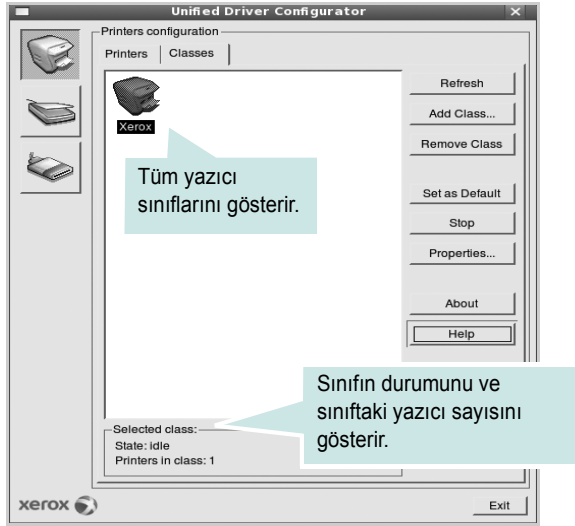 Unified Driver Configurator
Printers configuration
Printers
Classes
Xerox
Tüm yazıcı
sınıflarını gösterir.
Refresh
Add Class...
Remove Class
Set as Default
Stop
Properties...
About
Help
Sınıfın durumunu ve
sınıftaki yazıcı sayısını
gösterir.
Selected class:
State: idle
Printers in class: 1
xerox
Exit